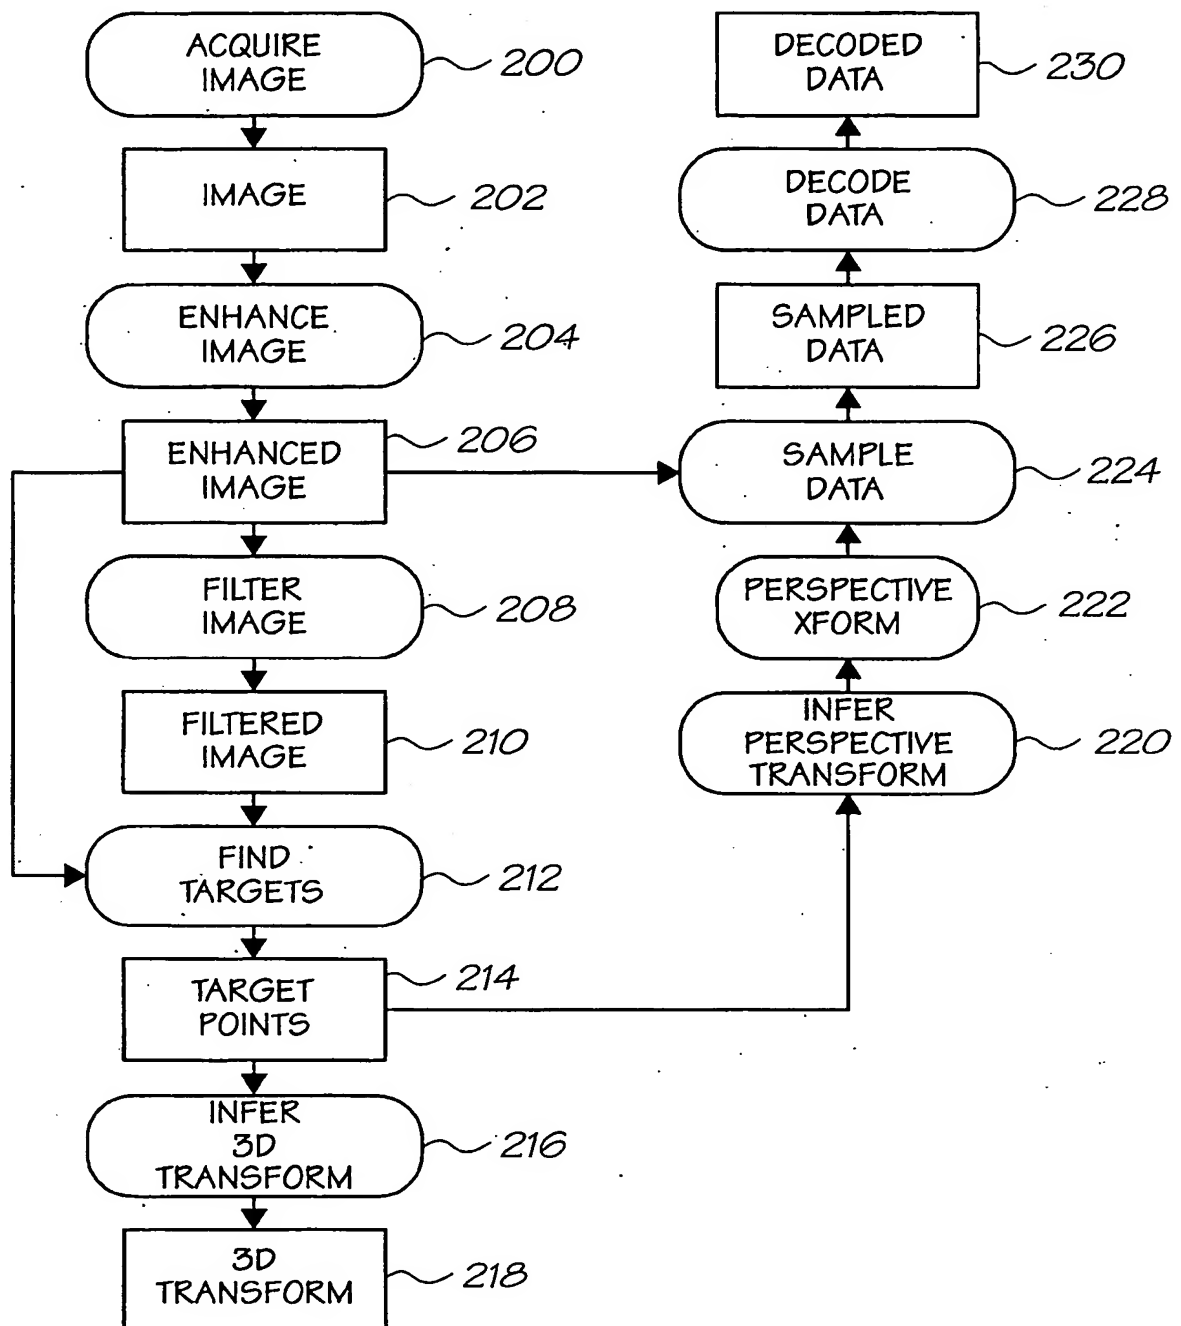 ACQUIRE
IMAGE
200
IMAGE
202
ENHANCE
IMAGE
204
ENHANCED
IMAGE
206
FILTER
IMAGE
208
FILTERED
IMAGE
210
FIND
TARGETS
212
TARGET
POINTS
214
INFER
3D
TRANSFORM
216
3D
TRANSFORM
218
DECODED
DATA
230
DECODE
DATA
228
SAMPLED
DATA
226
SAMPLE
DATA
224
PERSPECTIVE
XFORM
222
INFER
PERSPECTIVE
TRANSFORM
220